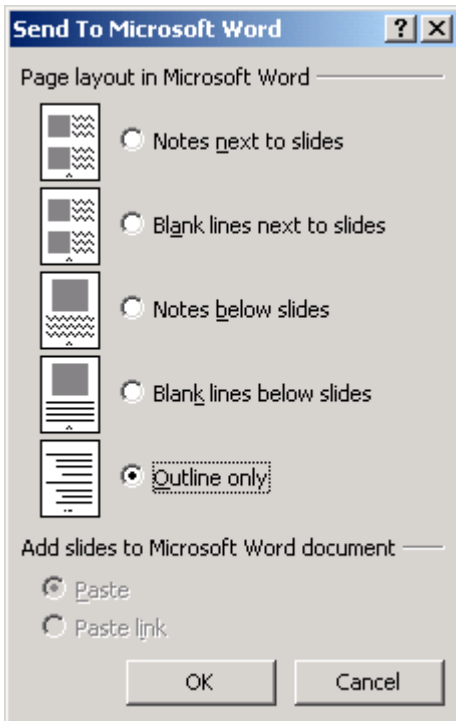 Send To Microsoft Word
Page layout in Microsoft Word
Notes next to slides
Blank lines next to slides
Notes below slides
Blank lines below slides
Outline only
Add slides to Microsoft Word document
Paste
Paste link
OK Cancel